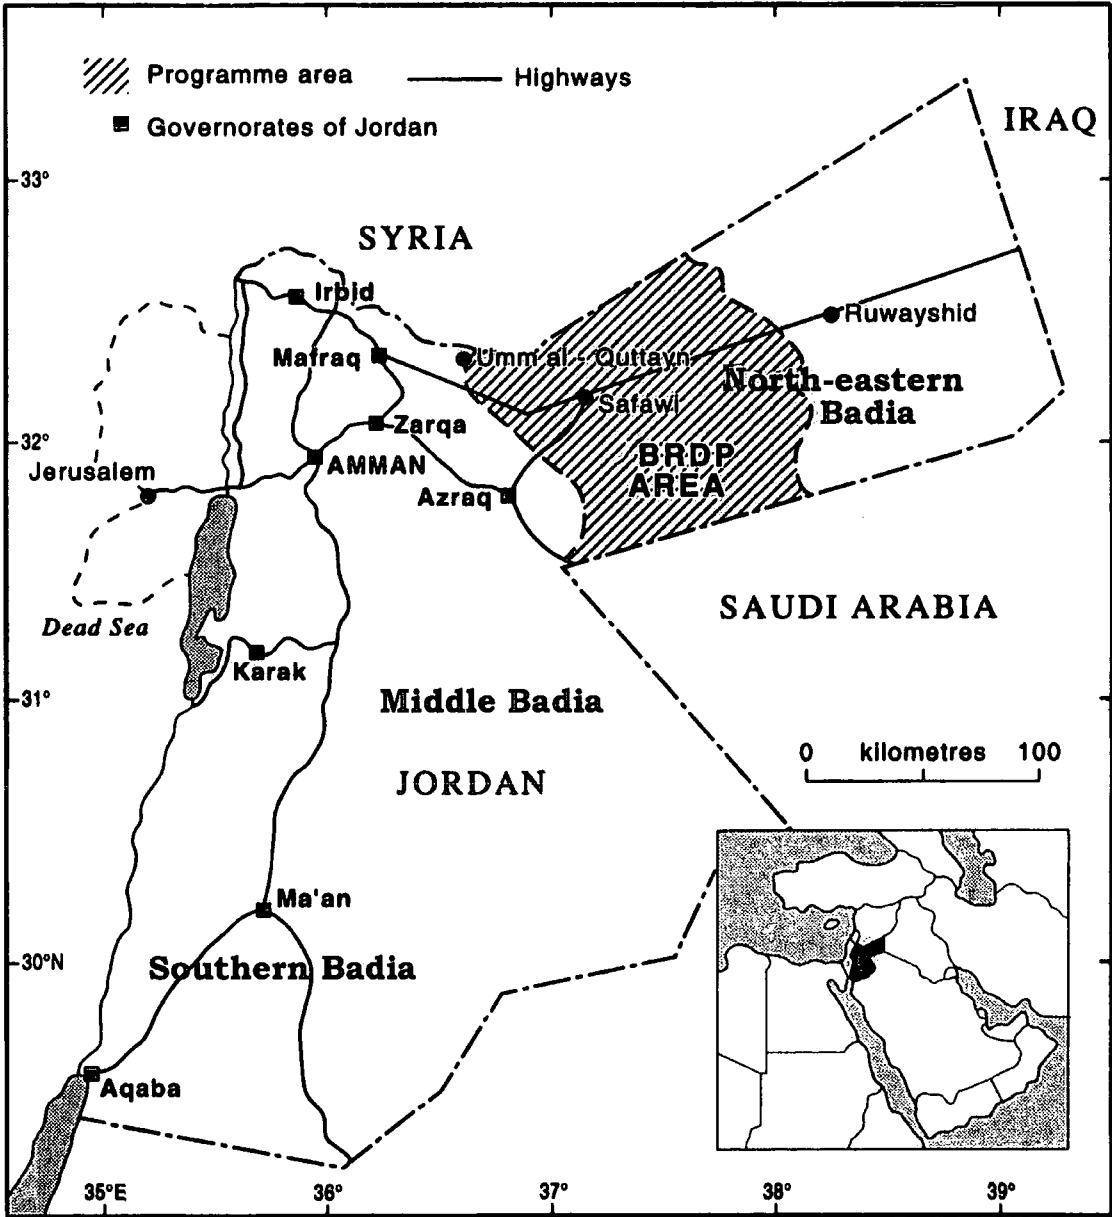 Programme area
Highways
Governorates of Jordan
IRAQ
33°
SYRIA
Irbid
Ruwayshid
Mafraq
Umm al - Quttayn
North-eastern
Badia
Safawi
Zarqa
32°
BRDP
AREA
Jerusalem
AMMAN
Azraq
SAUDI ARABIA
Dead Sea
Karak
31°
Middle Badia
0 kilometres 100
JORDAN
Ma'an
30°N
Southern Badia
Aqaba
35°E
36°
37°
38°
39°